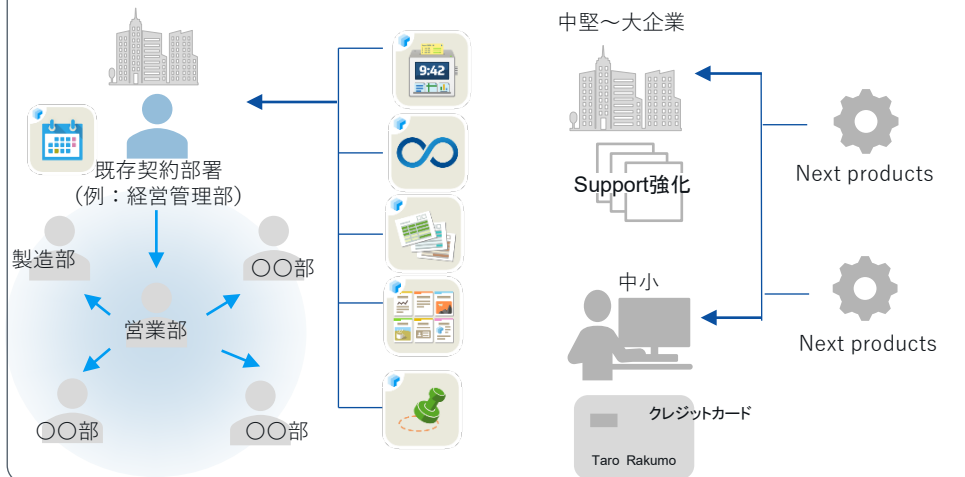 既存契約部署
(例：経営管理部)
製造部
〇〇部
営業部
〇〇部
〇〇部
9:42
中堅～大企業
Support強化
Next products
中小
Next products
クレジットカード
Taro Rakumo